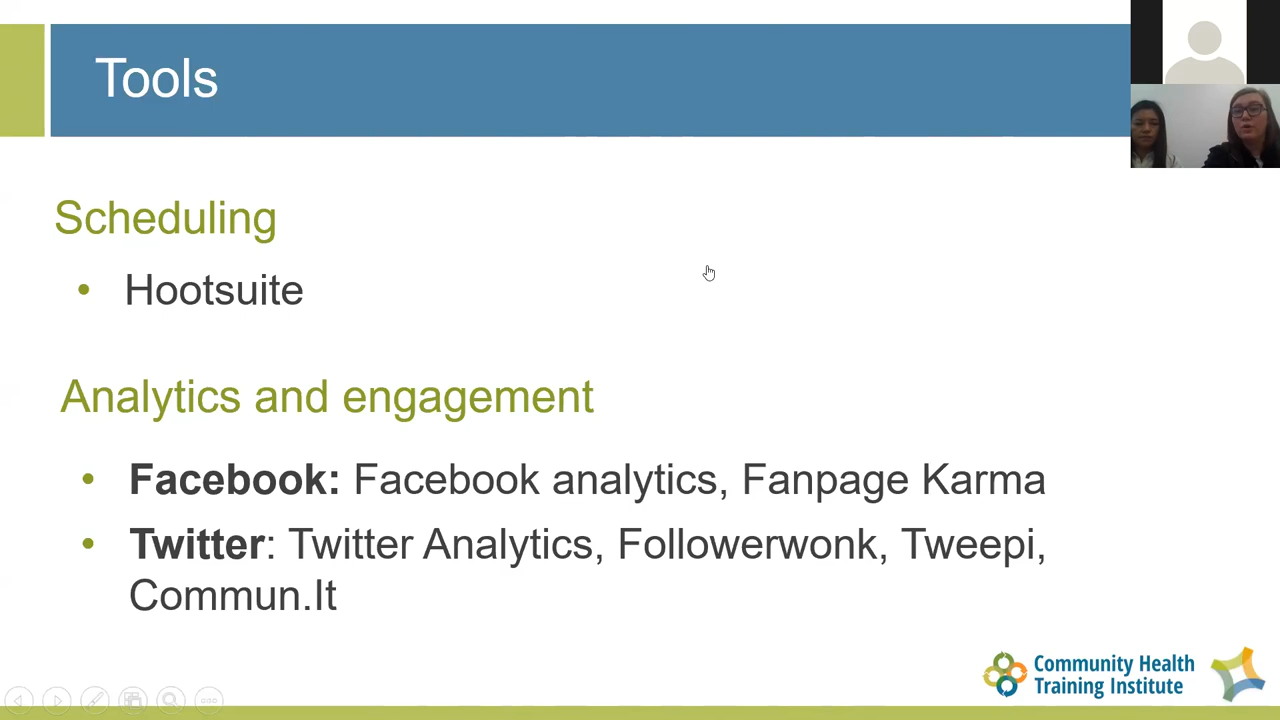 Tools
Scheduling
• Hootsuite
Analytics and engagement
• Facebook: Facebook analytics, Fanpage Karma
• Twitter: Twitter Analytics, Followerwonk, Tweepi,
Commun.It
Community Health
Training Institute